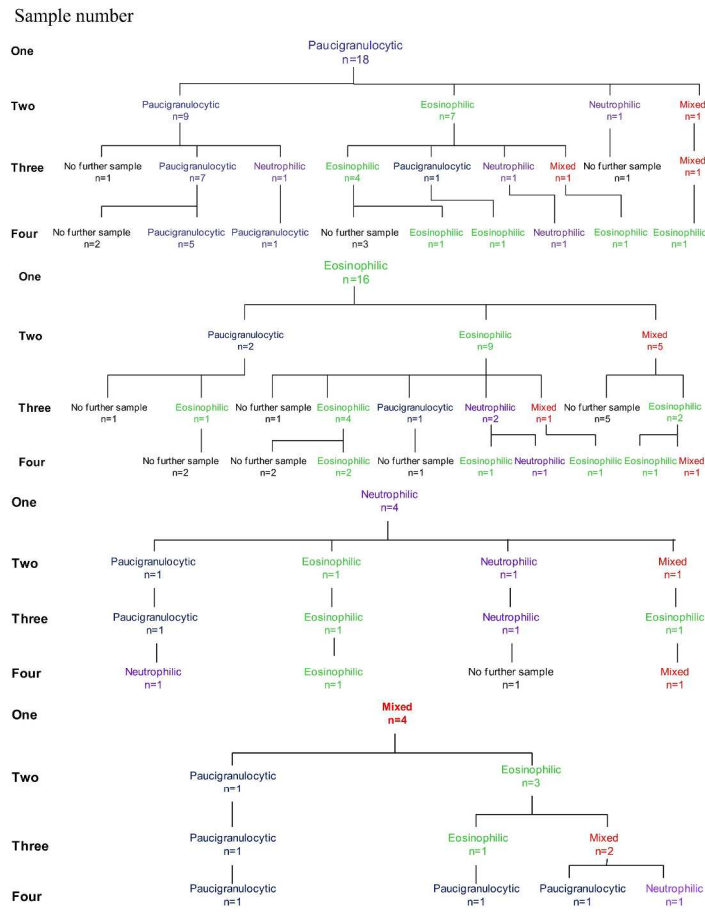 Sample number
One
Paucigranulocytic
n=18
Two
Paucigranulocytic Eosinophilic Neutrophilic Mixed
n=9 n=7 n=1 n=1
Three
No further sample Paucigranulocytic Neutrophilic Eosinophilic Paucigranulocytic Neutrophilic Mixed No further sample Mixed
n=1 n=7 n=1 n=4 n=1 n=1 n=1 n=1 n=1
Four
No further sample Paucigranulocytic Paucigranulocytic No further sample Eosinophilic Eosinophilic Neutrophilic Eosinophilic Eosinophilic
n=2 n=5 n=1 n=3 n=1 n=1 n=1 n=1 n=1
One
Eosinophilic
n=16
Two
Paucigranulocytic Eosinophilic Mixed
n=2 n=9 n=5
Three
No further sample Eosinophilic No further sample Eosinophilic Paucigranulocytic Neutrophilic Mixed No further sample Eosinophilic
n=1 n=1 n=1 n=4 n=1 n=2 n=1 n=5 n=2
Four
No further sample No further sample Eosinophilic No further sample Eosinophilic Neutrophilic Eosinophilic Eosinophilic Mixed
n=2 n=2 n=2 n=1 n=1 n=1 n=1 n=1 n=1
One
Neutrophilic
n=4
Two
Paucigranulocytic Eosinophilic Neutrophilic Mixed
n=1 n=1 n=1 n=1
Three
Paucigranulocytic Eosinophilic Neutrophilic Eosinophilic
n=1 n=1 n=1 n=1
Four
Neutrophilic Eosinophilic No further sample Mixed
n=1 n=1 n=1 n=1
One
Mixed
n=4
Two
Paucigranulocytic Eosinophilic
n=1 n=3
Three
Paucigranulocytic Eosinophilic Mixed
n=1 n=1 n=2
Four
Paucigranulocytic Paucigranulocytic Paucigranulocytic Neutrophilic
n=1 n=1 n=1 n=1